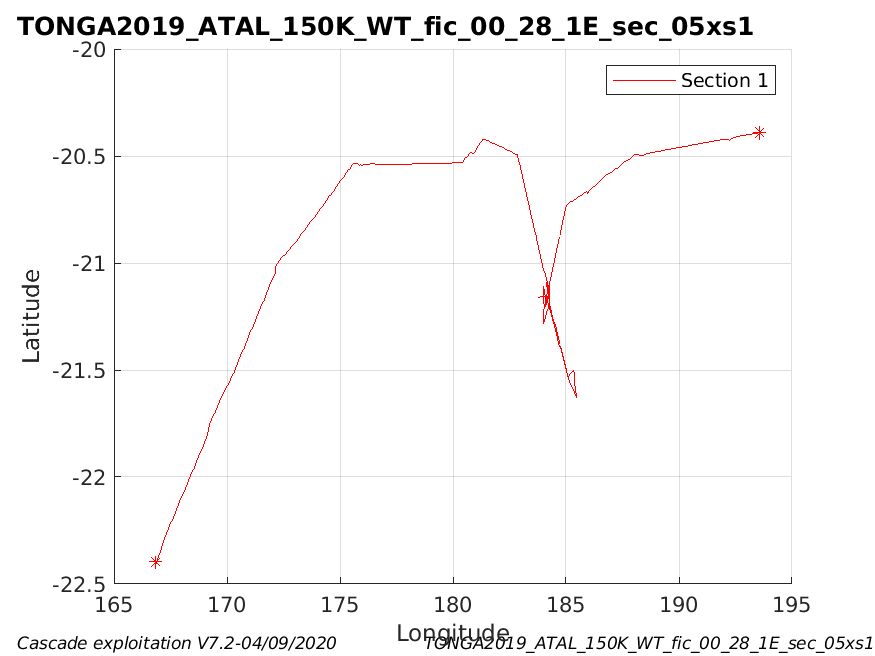 TONGA2019_ATAL_150K_WT_fic_00_28_1E_sec_05xs1
-20
Section 1
-20.5
-21
Latitude
-21.5
-22
-22.5
165 170 175 180 185 190 195
Longitude
Cascade exploitation V7.2-04/09/2020 TONGA2019_ATAL_150K_WT_fic_00_28_1E_sec_05xs1